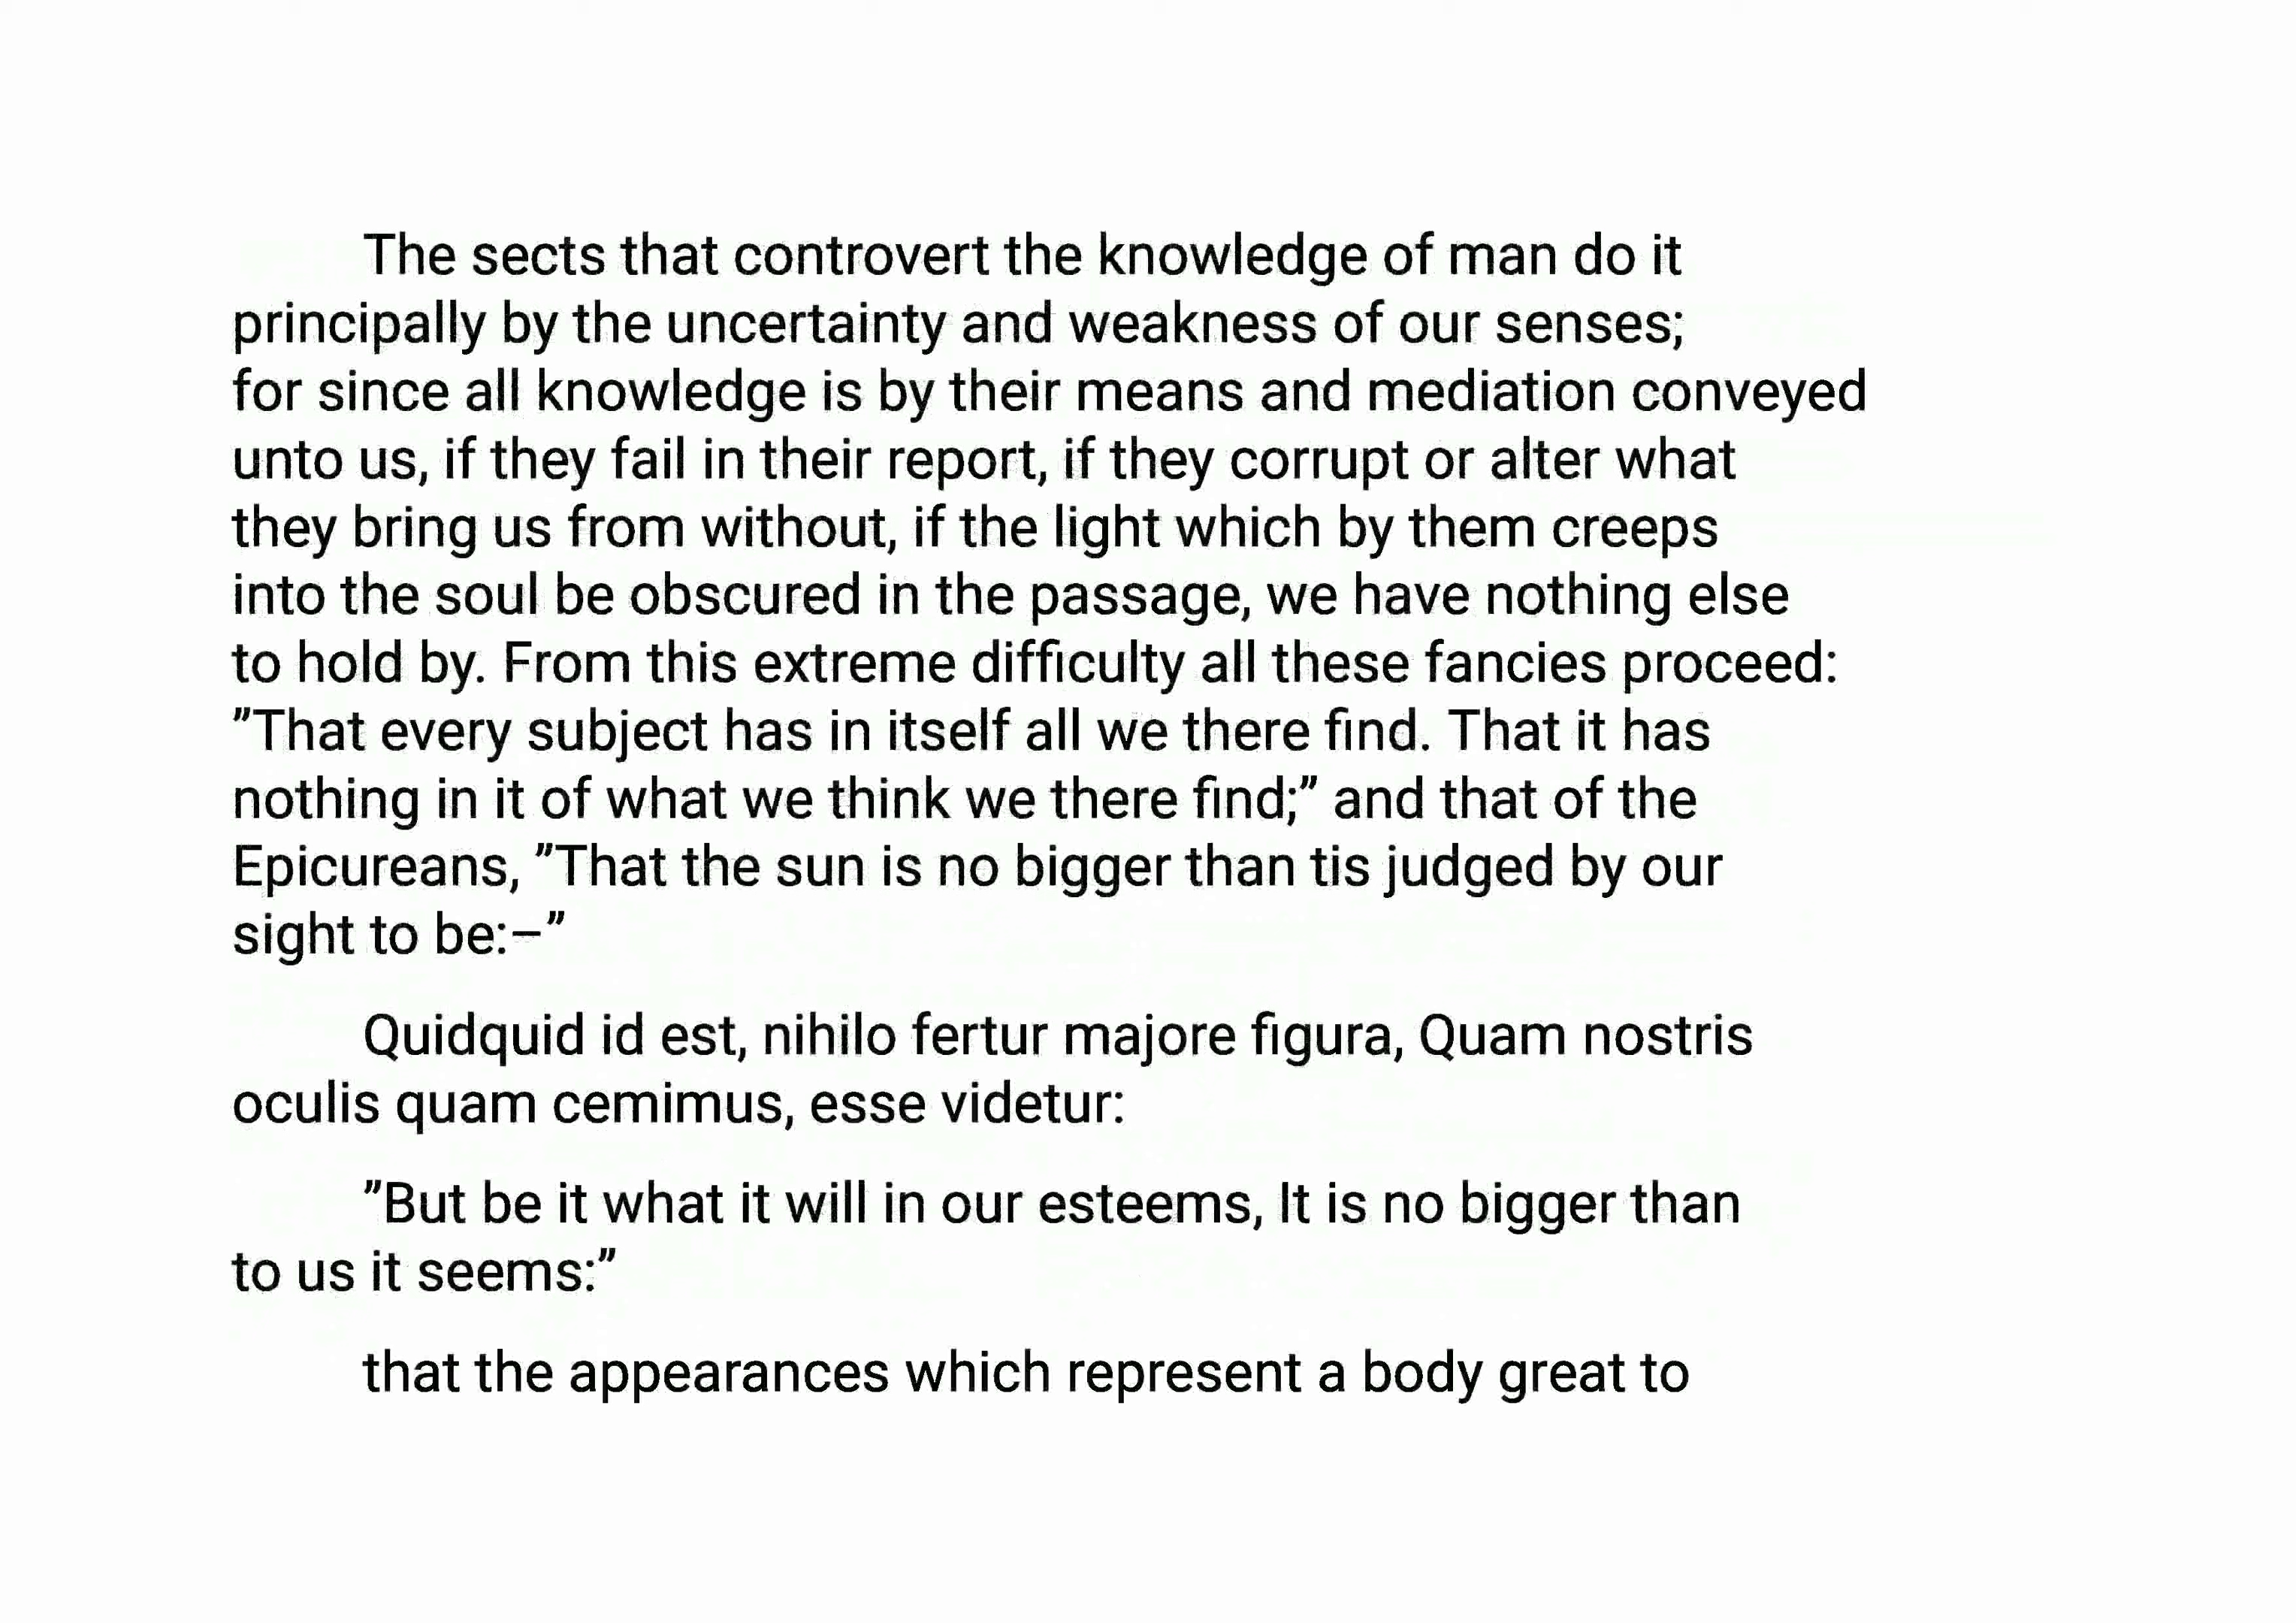 The sects that controvert the knowledge of man do it
principally by the uncertainty and weakness of our senses;
for since all knowledge is by their means and mediation conveyed
unto us, if they fail in their report, if they corrupt or alter what
they bring us from without, if the light which by them creeps
into the soul be obscured in the passage, we have nothing else
to hold by. From this extreme difficulty all these fancies proceed:
”That every subject has in itself all we there find. That it has
nothing in it of what we think we there find;” and that of the
Epicureans, ”That the sun is no bigger than tis judged by our
sight to be:–”
Quidquid id est, nihilo fertur majore figura, Quam nostris
oculis quam cemimus, esse videtur:
”But be it what it will in our esteems, It is no bigger than
to us it seems:”
that the appearances which represent a body great to